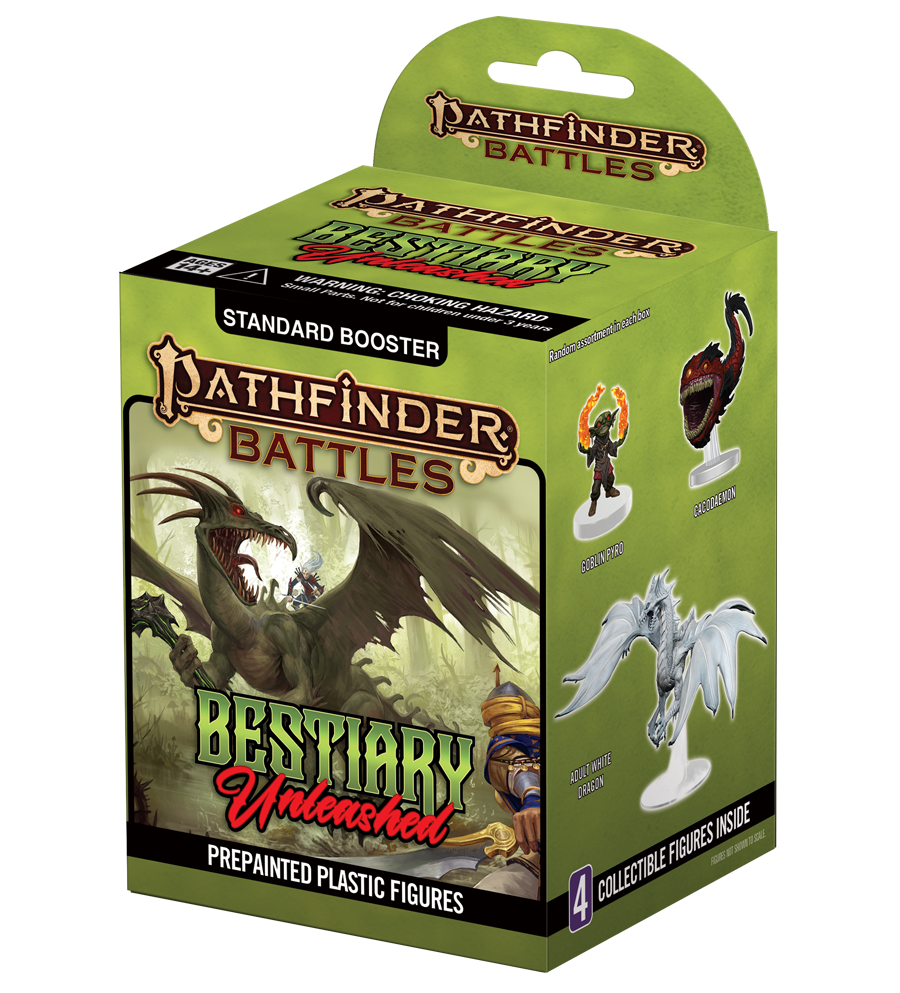 PATHFINDER
BATTLES
PATHFINDER
BATTLES
BESTIARY
Unleashed
AGES
14+
WARNING: CHOKING HAZARD
Small Parts. Not for children under 3 years
STANDARD BOOSTER
PATHFINDER®
BATTLES
BESTIARY
Unleashed
PREPAINTED PLASTIC FIGURES
Random assortment in each box
GOBLIN PYRO
CACODAEMON
ADULT WHITE
DRAGON
4 COLLECTIBLE FIGURES INSIDE
FIGURES NOT SHOWN TO SCALE.